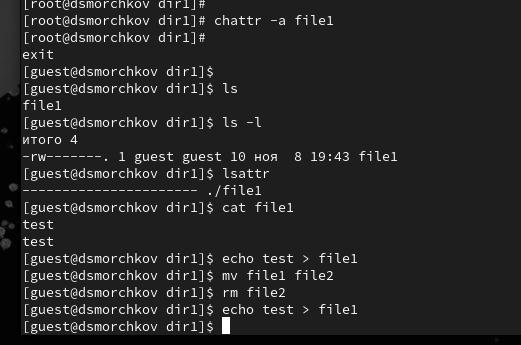 [root@dsmorchkov dir1]#
[root@dsmorchkov dir1]# chattr -a file1
[root@dsmorchkov dir1]#
exit
[guest@dsmorchkov dir1]$
[guest@dsmorchkov dir1]$ ls
file1
[guest@dsmorchkov dir1]$ ls -l
итого 4
-rw-------. 1 guest guest 10 ноя  8 19:43 file1
[guest@dsmorchkov dir1]$ lsattr
---------------------- ./file1
[guest@dsmorchkov dir1]$ cat file1
test
test
[guest@dsmorchkov dir1]$ echo test > file1
[guest@dsmorchkov dir1]$ mv file1 file2
[guest@dsmorchkov dir1]$ rm file2
[guest@dsmorchkov dir1]$ echo test > file1
[guest@dsmorchkov dir1]$